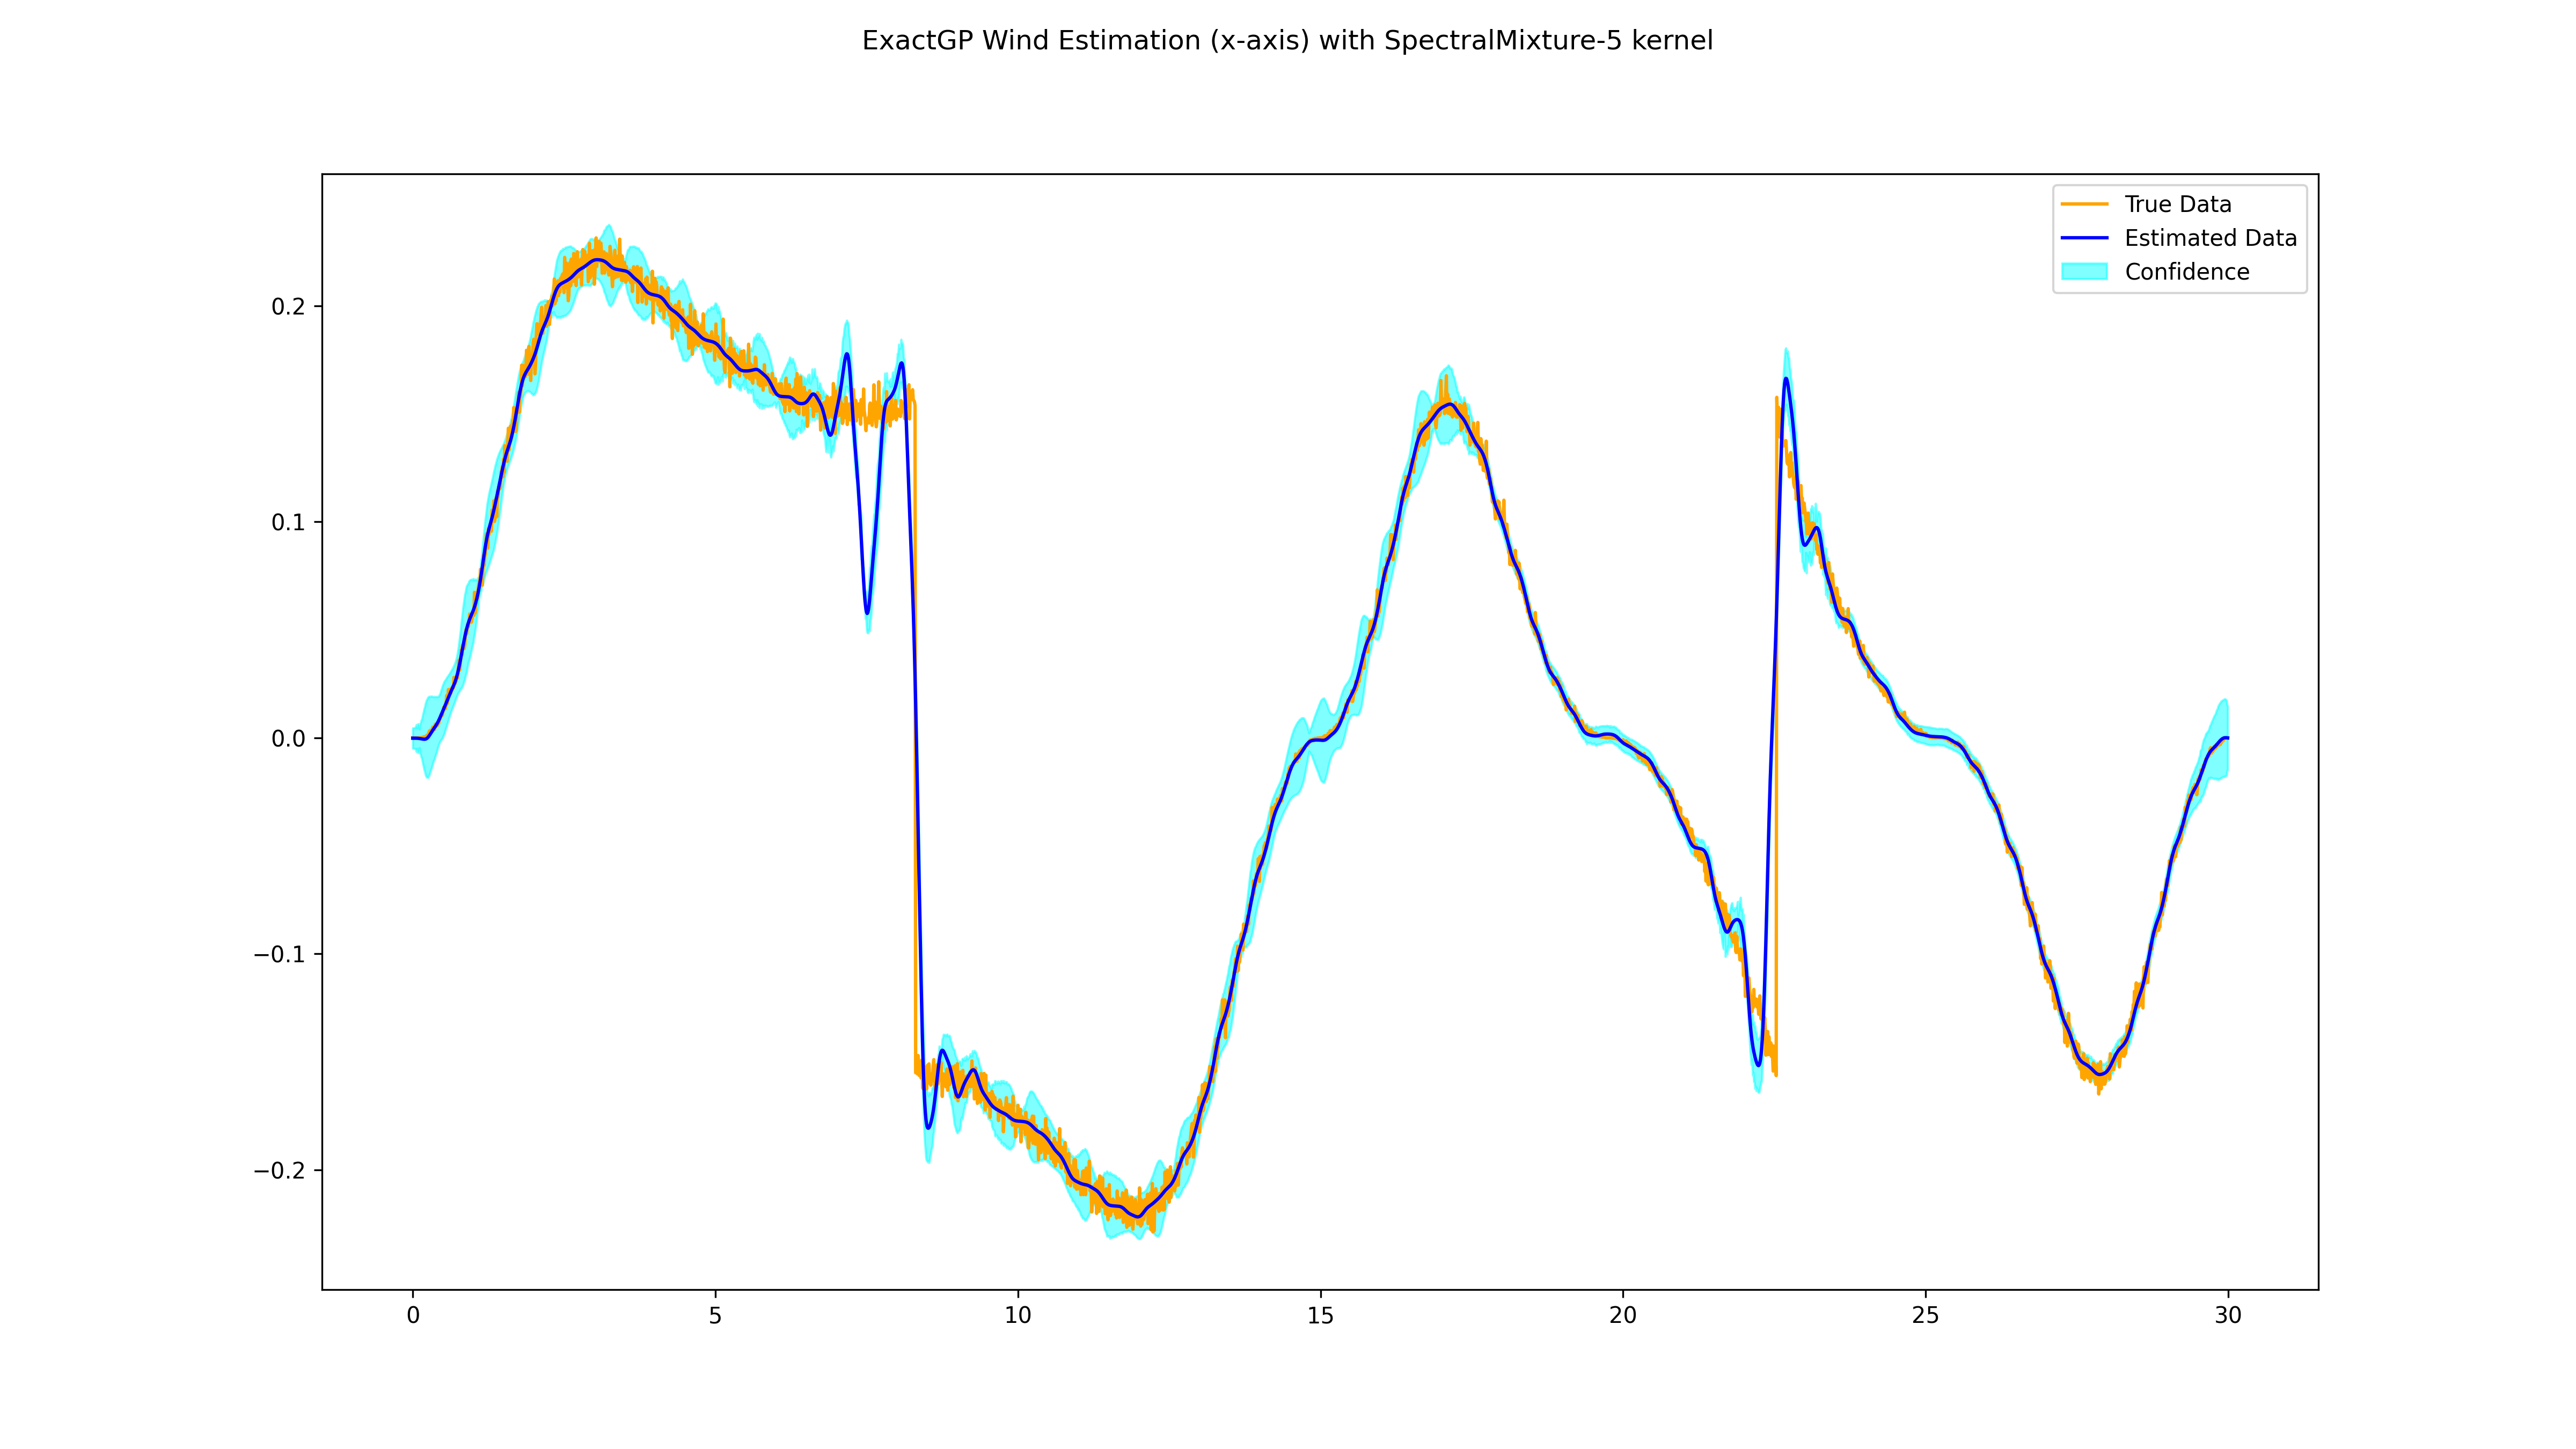 ExactGP Wind Estimation (x-axis) with SpectralMixture-5 kernel
True Data
Estimated Data
Confidence
0.2
0.1
0.0
−0.1
−0.2
0 5 10 15 20 25 30